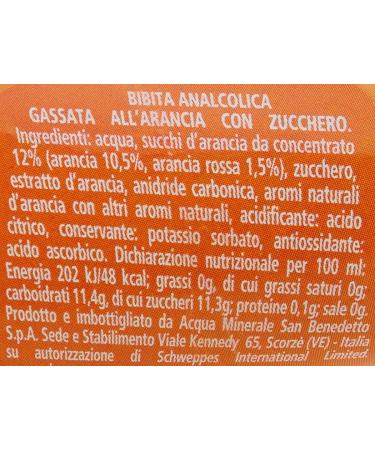 BIBITA ANALCOLICA
GASSATA ALL'ARANCIA CON ZUCCHERO.
Ingredienti: acqua, succhi d'arancia da concentrato
12% (arancia 10,5%, arancia rossa 1,5%), zucchero,
estratto d'arancia, anidride carbonica, aromi naturali
d'arancia con altri aromi naturali, acidificante: acido
citrico, conservante: potassio sorbato, antiossidante:
acido ascorbico. Dichiarazione nutrizionale per 100 ml:
Energia 202 kJ/48 kcal; grassi 0g, di cui grassi saturi 0g;
carboidrati 11,4g, di cui zuccheri 11,3g; proteine 0,1g; sale 0g.
Prodotto e imbottigliato da Acqua Minerale San Benedetto
S.p.A. Sede e Stabilimento Viale Kennedy 65, Scorzè (VE) - Italia
su autorizzazione di Schweppes International Limited.